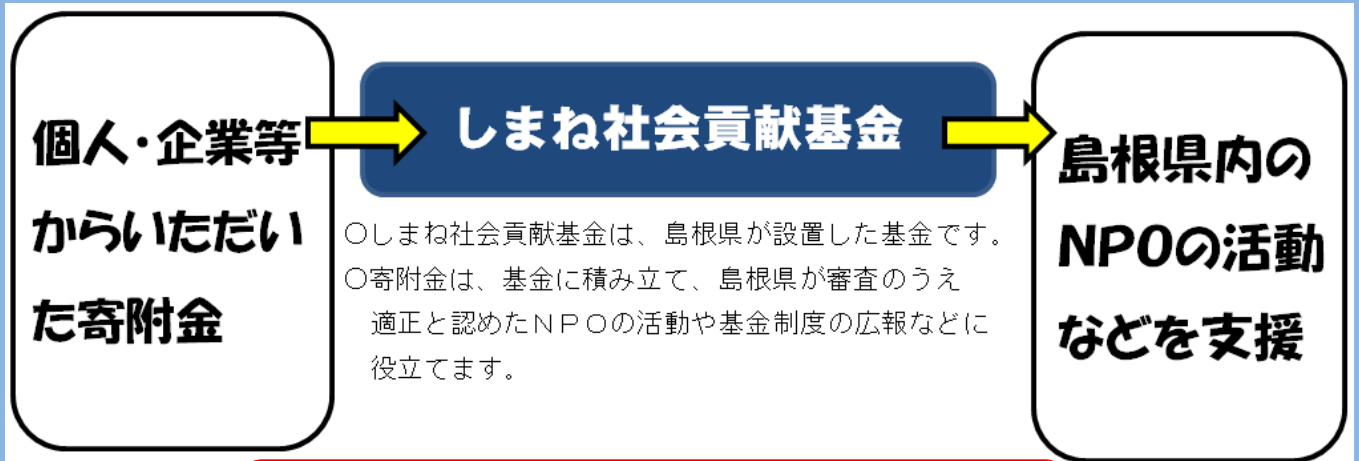 個人・企業等
からいただい
た寄附金
しまね社会貢献基金
○しまね社会貢献基金は、島根県が設置した基金です。
○寄附金は、基金に積み立て、島根県が審査のうえ
適正と認めたＮＰＯの活動や基金制度の広報などに
役立てます。
島根県内の
NPOの活動
などを支援